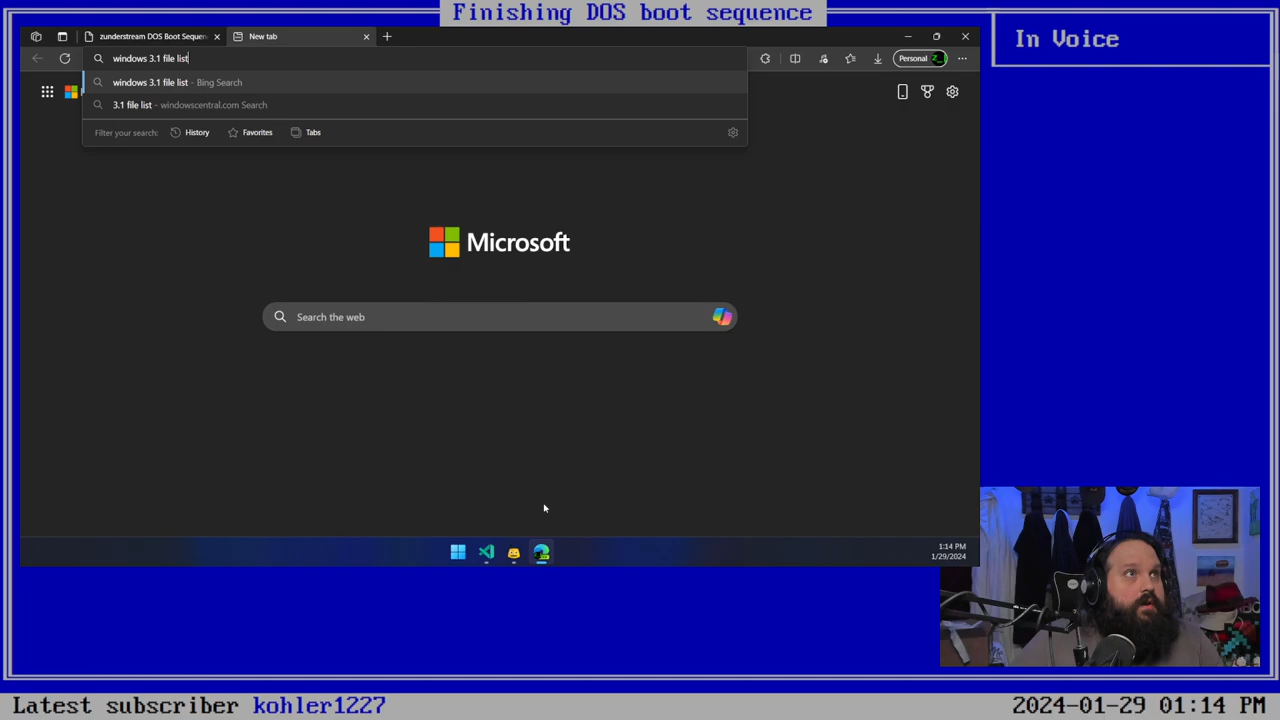 Finishing DOS boot sequence
In Voice
zunderstream DOS Boot Sequen
New tab
windows 3.1 file list
Personal
windows 3.1 file list - Bing Search
3.1 file list - windowscentral.com Search
Filter your search:
History
Favorites
Tabs
Microsoft
Search the web
1:14 PM
1/29/2024
Latest subscriber kohler1227
2024-01-29 01:14 PM